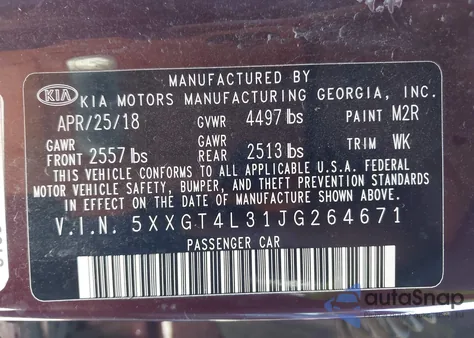 MANUFACTURED BY
KIA KIA MOTORS MANUFACTURING GEORGIA, INC.
APR/25/18 GVWR 4497 lbs PAINT M2R
GAWR FRONT 2557 lbs GAWR REAR 2513 lbs TRIM WK
THIS VEHICLE CONFORMS TO ALL APPLICABLE U.S.A. FEDERAL
MOTOR VEHICLE SAFETY, BUMPER, AND THEFT PREVENTION STANDARDS
IN EFFECT ON THE DATE OF MANUFACTURE SHOWN ABOVE.
V.I.N. 5XXGT4L31JG264671
PASSENGER CAR
autoSnap